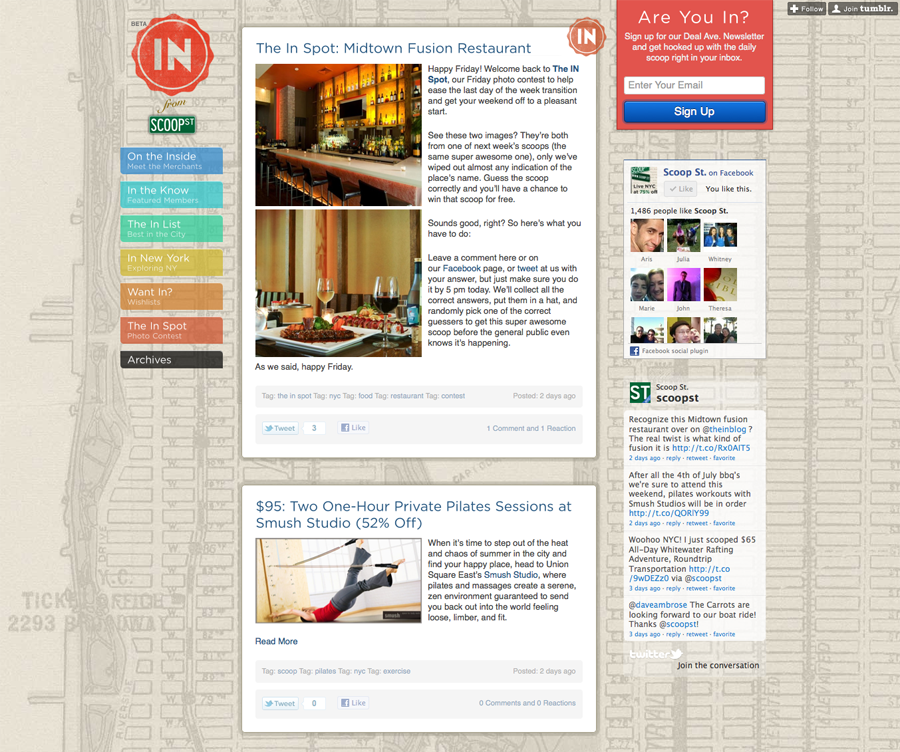 BETA
IN
from
SCOOP ST
On the Inside
Meet the Merchants
In the Know
Featured Members
The In List
Best in the City
In New York
Exploring NY
Want In?
Wishlists
The In Spot
Photo Contest
Archives
The In Spot: Midtown Fusion Restaurant
IN
Happy Friday! Welcome back to The IN
Spot, our Friday photo contest to help
ease the last day of the week transition
and get your weekend off to a pleasant
start.
See these two images? They're both
from one of next week's scoops (the
same super awesome one), only we've
wiped out almost any indication of the
place's name. Guess the scoop
correctly and you'll have a chance to
win that scoop for free.
Sounds good, right? So here's what you
have to do:
Leave a comment here or on
our Facebook page, or tweet at us with
your answer, but just make sure you do
it by 5 pm today. We'll collect all the
correct answers, put them in a hat, and
randomly pick one of the correct
guessers to get this super awesome
scoop before the general public even
knows it's happening.
As we said, happy Friday.
Tag: the in spot Tag: nyc Tag: food Tag: restaurant Tag: contest
Posted: 2 days ago
Tweet 3 Like
1 Comment and 1 Reaction
$95: Two One-Hour Private Pilates Sessions at
Smush Studio (52% Off)
When it's time to step out of the heat
and chaos of summer in the city and
find your happy place, head to Union
Square East's Smush Studio, where
pilates and massages create a serene,
zen environment guaranteed to send
you back out into the world feeling
loose, limber, and fit.
smush
Read More
Tag: scoop Tag: pilates Tag: nyc Tag: exercise
Posted: 2 days ago
Tweet 0 Like
0 Comments and 0 Reactions
Follow
Join tumblr.
Are You In?
Sign up for our Deal Ave. Newsletter
and get hooked up with the daily
scoop right in your inbox.
Enter Your Email
Sign Up
Live NYC
at 75% off
Scoop St. on Facebook
Like You like this.
1,486 people like Scoop St.
Aris Julia Whitney
Marie John Theresa
Facebook social plugin
ST
Scoop St.
scoopst
Recognize this Midtown fusion
restaurant over on @theinblog ?
The real twist is what kind of
fusion it is http://t.co/Rx0AIT5
2 days ago · reply · retweet · favorite
After all the 4th of July bbq's
we're sure to attend this
weekend, pilates workouts with
Smush Studios will be in order
http://t.co/QORlY99
2 days ago · reply · retweet · favorite
Woohoo NYC! I just scooped $65
All-Day Whitewater Rafting
Adventure, Roundtrip
Transportation http://t.co
/9wDEZz0 via @scoopst
3 days ago · reply · retweet · favorite
@daveambrose The Carrots are
looking forward to our boat ride!
Thanks @scoopst!
3 days ago · reply · retweet · favorite
twitter
Join the conversation
2293